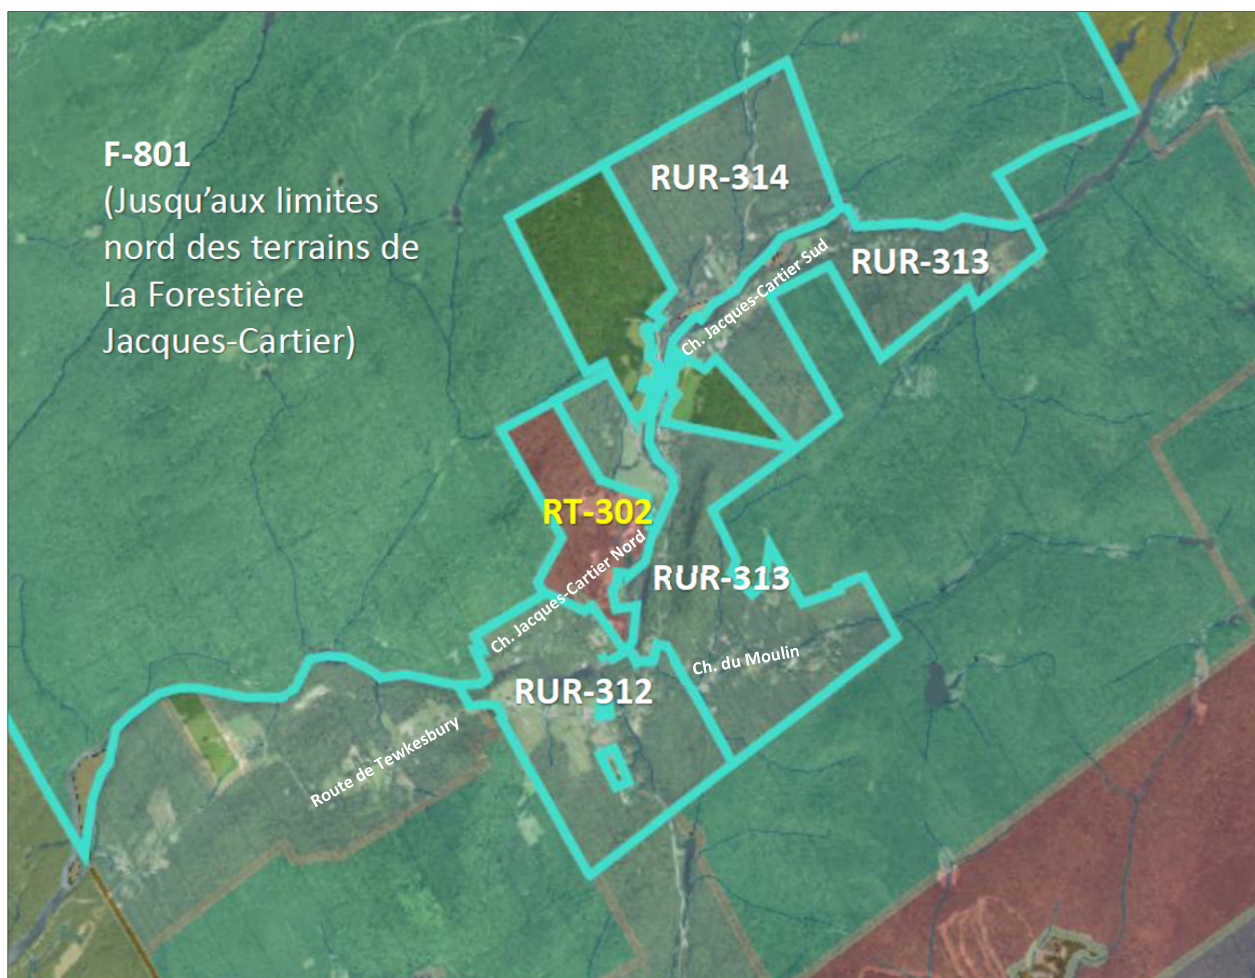 F-801
(Jusqu'aux limites
nord des terrains de
La Forestière
Jacques-Cartier)
RUR-314
RUR-313
Ch. Jacques-Cartier Sud
RT-302
Ch. Jacques-Cartier Nord
RUR-313
Ch. du Moulin
RUR-312
Route de Tewkesbury